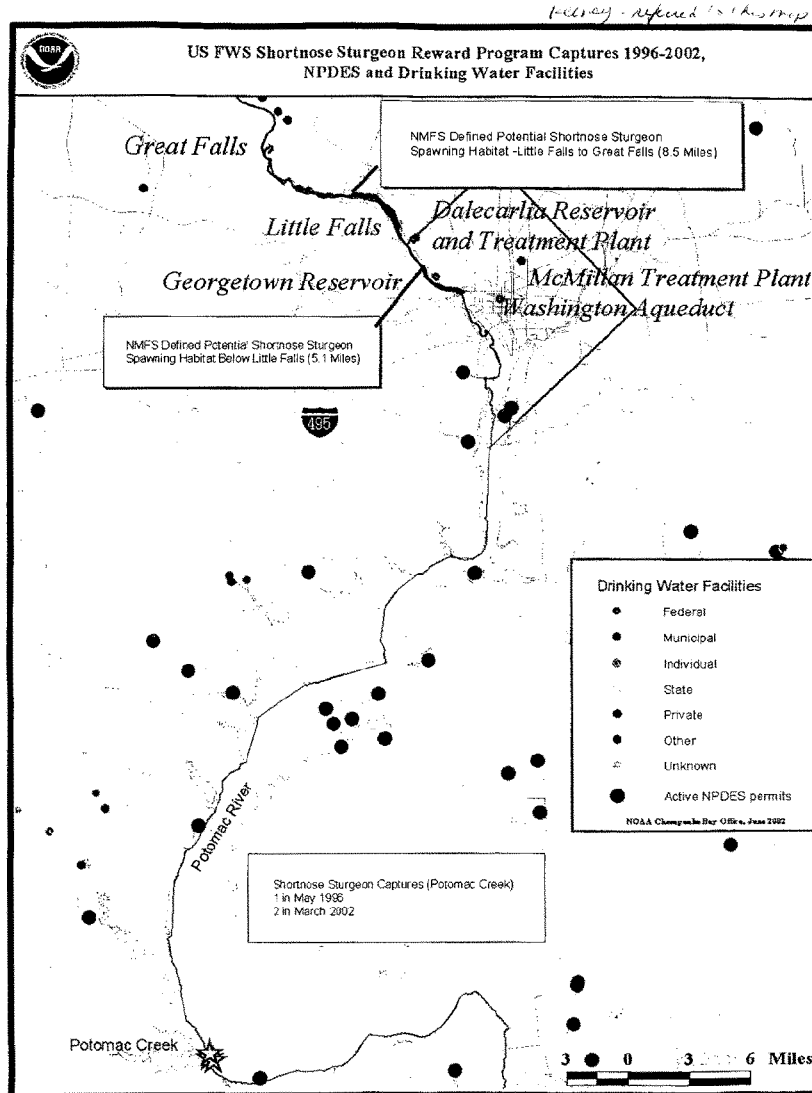 referred to this map
NOAA
US FWS Shortnose Sturgeon Reward Program Captures 1996-2002,
NPDES and Drinking Water Facilities
NMFS Defined Potential Shortnose Sturgeon
Spawning Habitat -Little Falls to Great Falls (8.5 Miles)
Great Falls
Little Falls
Dalecarlia Reservoir
and Treatment Plant
Georgetown Reservoir
McMillan Treatment Plant
Washington Aqueduct
NMFS Defined Potential Shortnose Sturgeon
Spawning Habitat Below Little Falls (5.1 Miles)
495
Drinking Water Facilities
Federal
Municipal
Individual
State
Private
Other
Unknown
Active NPDES permits
NOAA Chesapeake Bay Office, June 2002
Potomac River
Shortnose Sturgeon Captures (Potomac Creek)
1 in May 1996
2 in March 2002
Potomac Creek
3 0 3 6 Miles